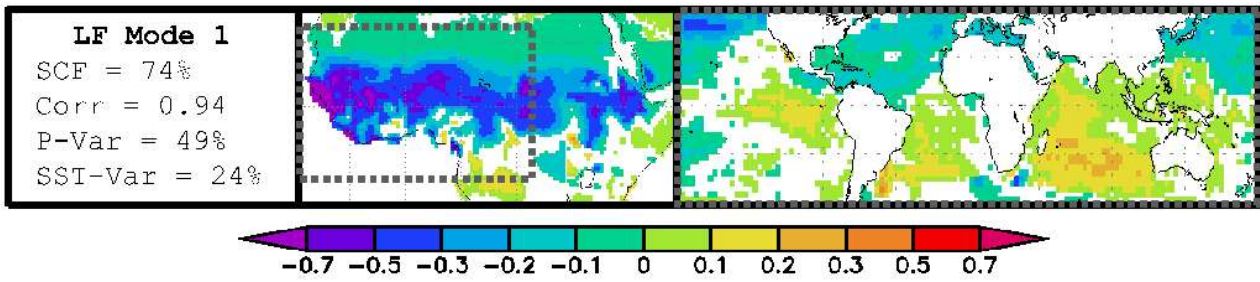 LF Mode 1
SCF = 74%
Corr = 0.94
P-Var = 49%
SST-Var = 24%
-0.7 -0.5 -0.3 -0.2 -0.1 0 0.1 0.2 0.3 0.5 0.7